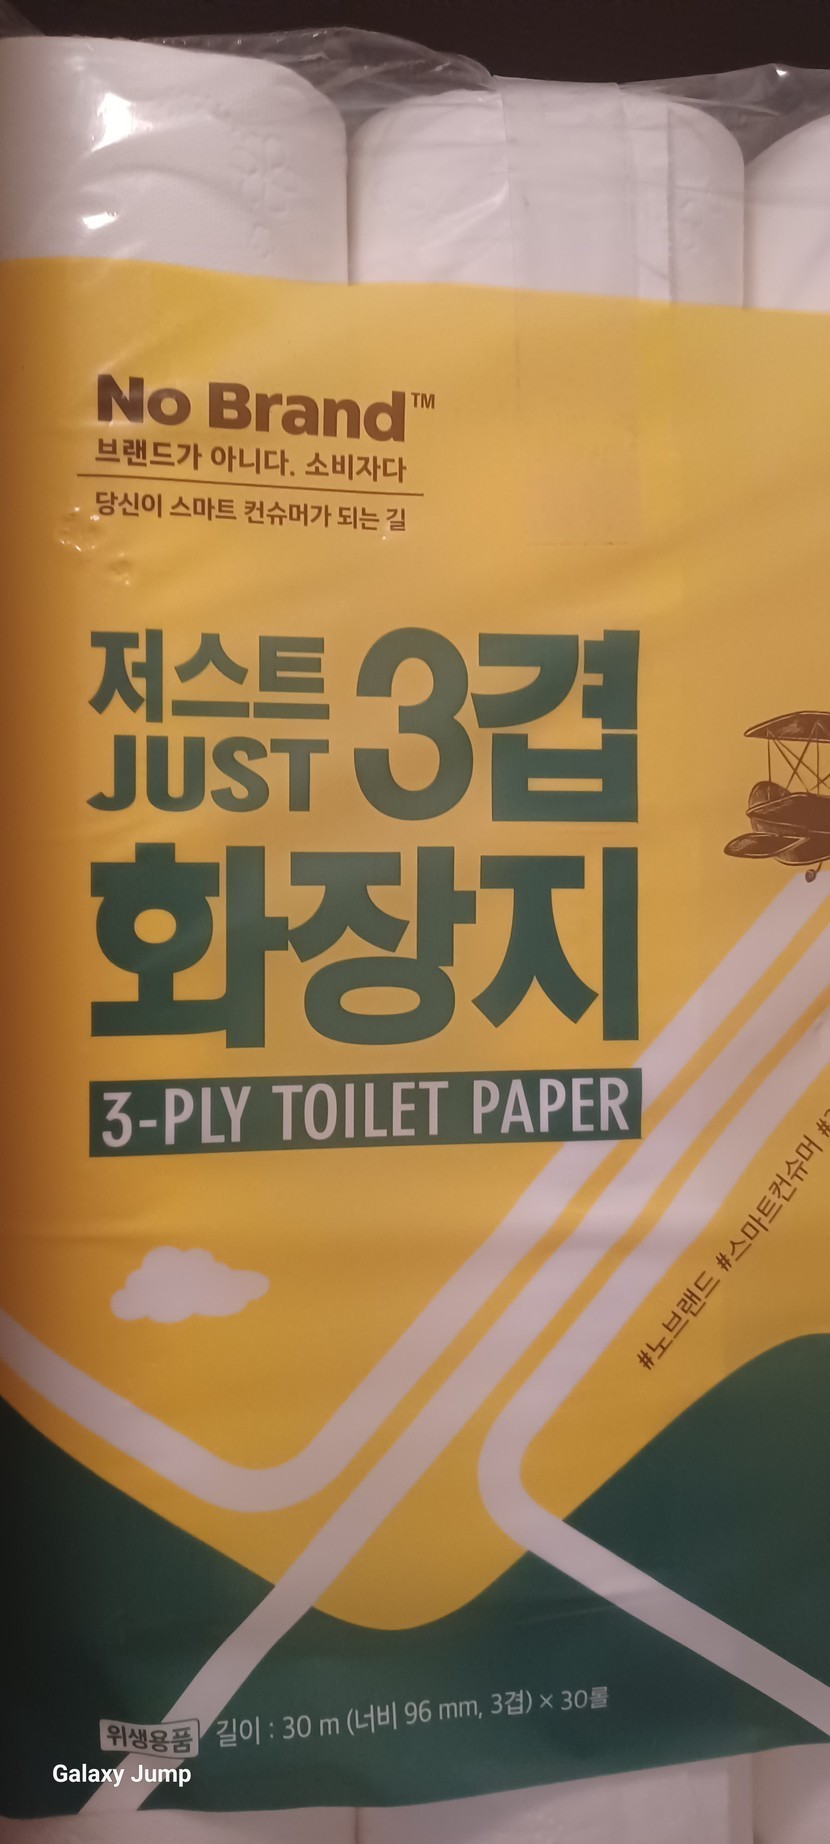 No Brand™
브랜드가 아니다. 소비자다
당신이 스마트 컨슈머가 되는 길
저스트 3겹
JUST
화장지
3-PLY TOILET PAPER
#노브랜드 #스마트컨슈머
위생용품 길이 : 30 m (너비 96 mm, 3겹) × 30롤
Galaxy Jump